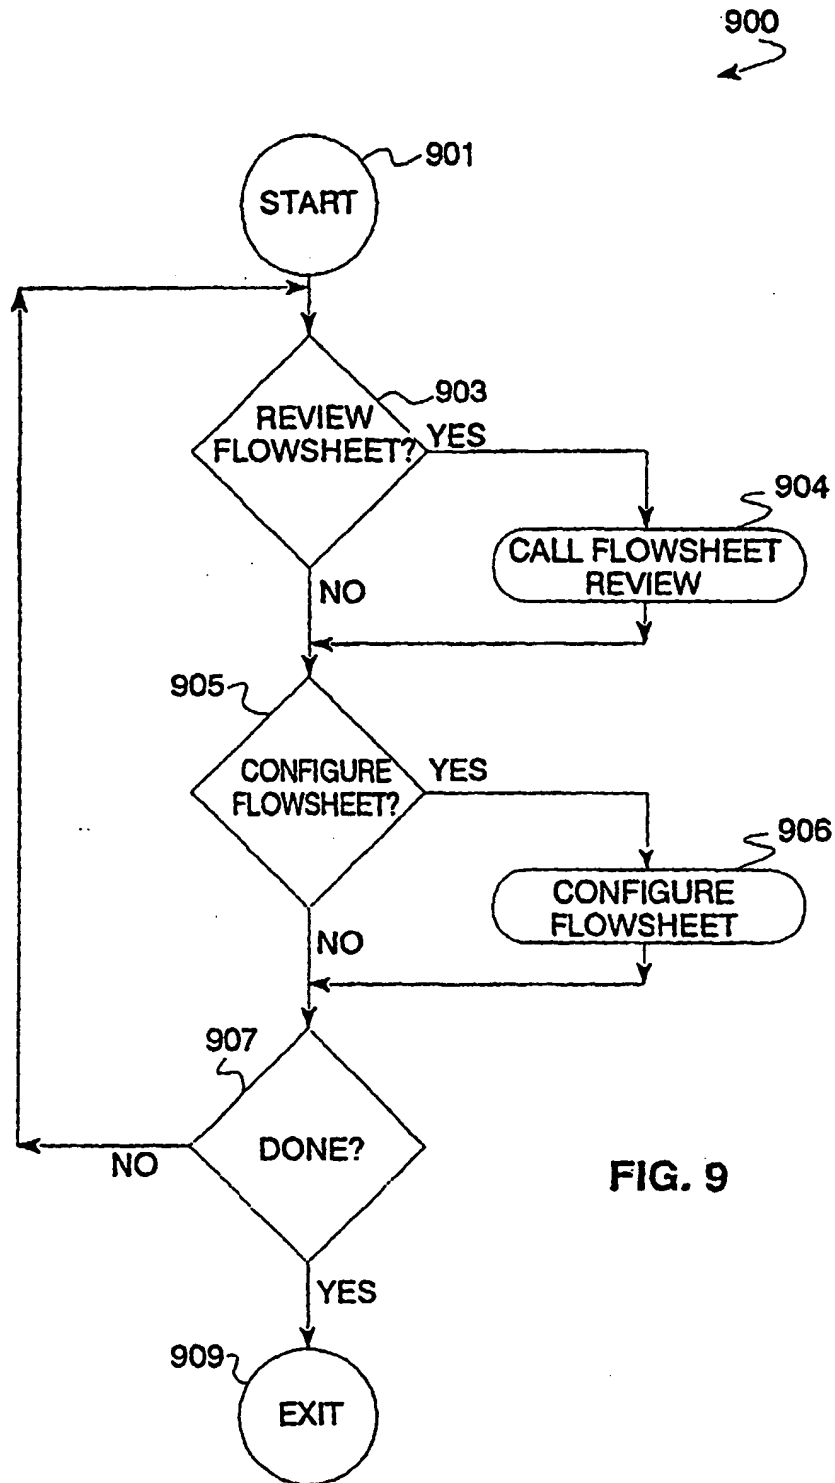 900
901
START
903
REVIEW
FLOWSHEET?
YES
904
CALL FLOWSHEET
REVIEW
NO
905
CONFIGURE
FLOWSHEET?
YES
906
CONFIGURE
FLOWSHEET
NO
907
DONE?
NO
FIG. 9
YES
909
EXIT